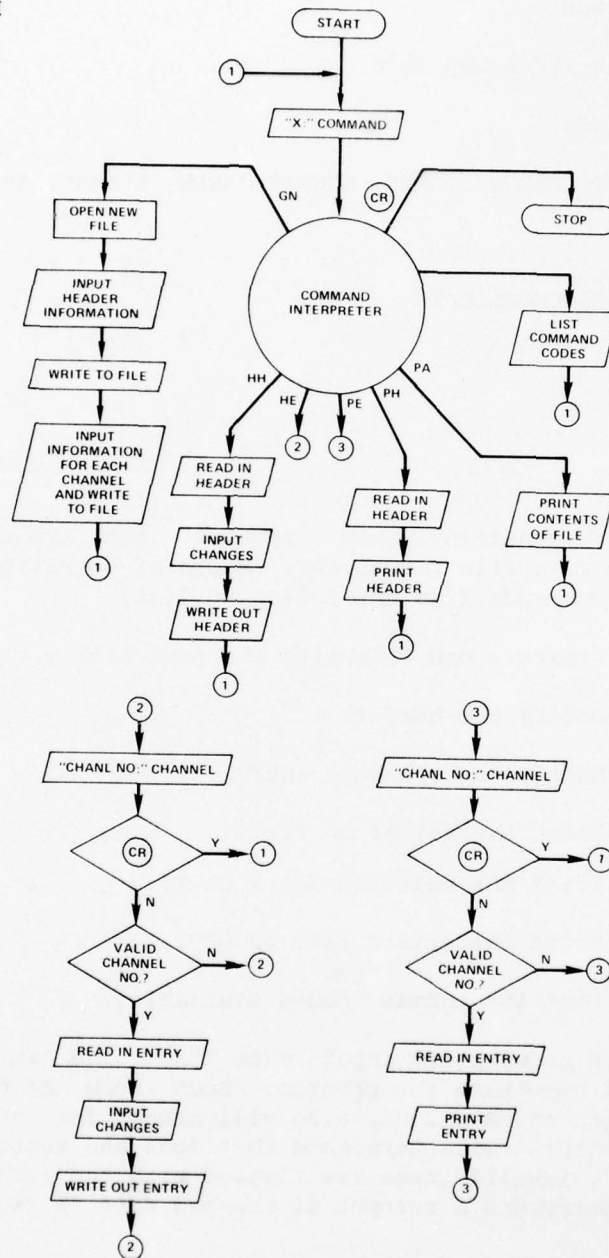 START
1
"X:" COMMAND
GN
CR
OPEN NEW
FILE
STOP
INPUT
HEADER
INFORMATION
COMMAND
INTERPRETER
LIST
COMMAND
CODES
1
WRITE TO FILE
HH
HE
PE
PH
PA
2
3
INPUT
INFORMATION
FOR EACH
CHANNEL
AND WRITE
TO FILE
1
READ IN
HEADER
INPUT
CHANGES
WRITE OUT
HEADER
1
READ IN
HEADER
PRINT
HEADER
1
PRINT
CONTENTS
OF FILE
1
2
"CHANL NO:" CHANNEL
CR
Y
1
N
VALID
CHANNEL
NO.?
N
2
Y
READ IN ENTRY
INPUT
CHANGES
WRITE OUT ENTRY
2
3
"CHANL NO:" CHANNEL
CR
Y
1
N
VALID
CHANNEL
NO.?
N
3
Y
READ IN ENTRY
PRINT
ENTRY
3